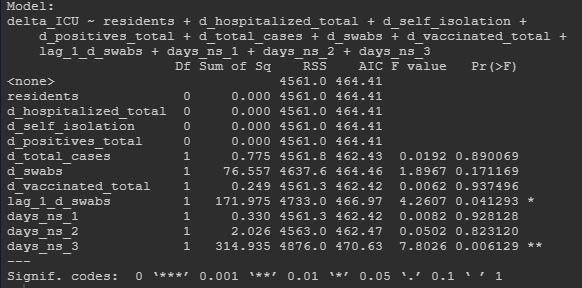 Model:
delta_ICU ~ residents + d_hospitalized_total + d_self_isolation +
    d_positives_total + d_total_cases + d_swabs + d_vaccinated_total +
    lag_1_d_swabs + days_ns_1 + days_ns_2 + days_ns_3
                     Df Sum of Sq    RSS    AIC F value   Pr(>F)
<none>                            4561.0 464.41
residents             0     0.000 4561.0 464.41
d_hospitalized_total  0     0.000 4561.0 464.41
d_self_isolation      0     0.000 4561.0 464.41
d_positives_total     0     0.000 4561.0 464.41
d_total_cases         1     0.775 4561.8 462.43  0.0192 0.890069
d_swabs               1    76.557 4637.6 464.46  1.8967 0.171169
d_vaccinated_total    1     0.249 4561.3 462.42  0.0062 0.937496
lag_1_d_swabs         1   171.975 4733.0 466.97  4.2607 0.041293 *
days_ns_1             1     0.330 4561.3 462.42  0.0082 0.928128
days_ns_2             1     2.026 4563.0 462.47  0.0502 0.823120
days_ns_3             1   314.935 4876.0 470.63  7.8026 0.006129 **
---
Signif. codes:  0 ‘***’ 0.001 ‘**’ 0.01 ‘*’ 0.05 ‘.’ 0.1 ‘ ’ 1